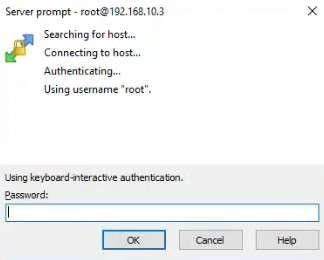 Server prompt - root@192.168.10.3
Searching for host...
Connecting to host...
Authenticating...
Using username "root".
Using keyboard-interactive authentication.
Password:
OK Cancel Help